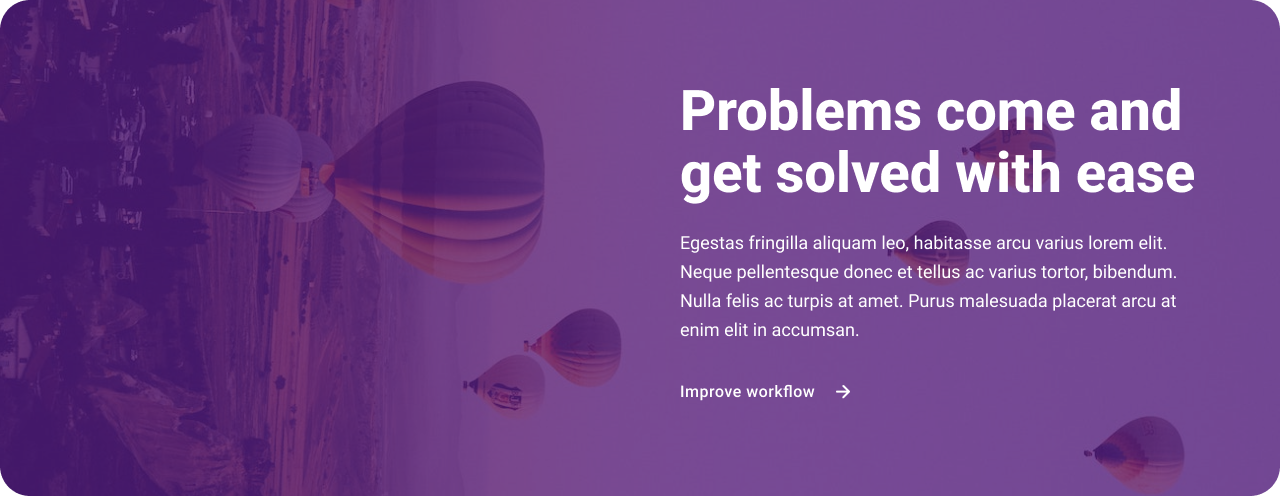 Problems come and
get solved with ease
Egestas fringilla aliquam leo, habitasse arcu varius lorem elit.
Neque pellentesque donec et tellus ac varius tortor, bibendum.
Nulla felis ac turpis at amet. Purus malesuada placerat arcu at
enim elit in accumsan.
Improve workflow